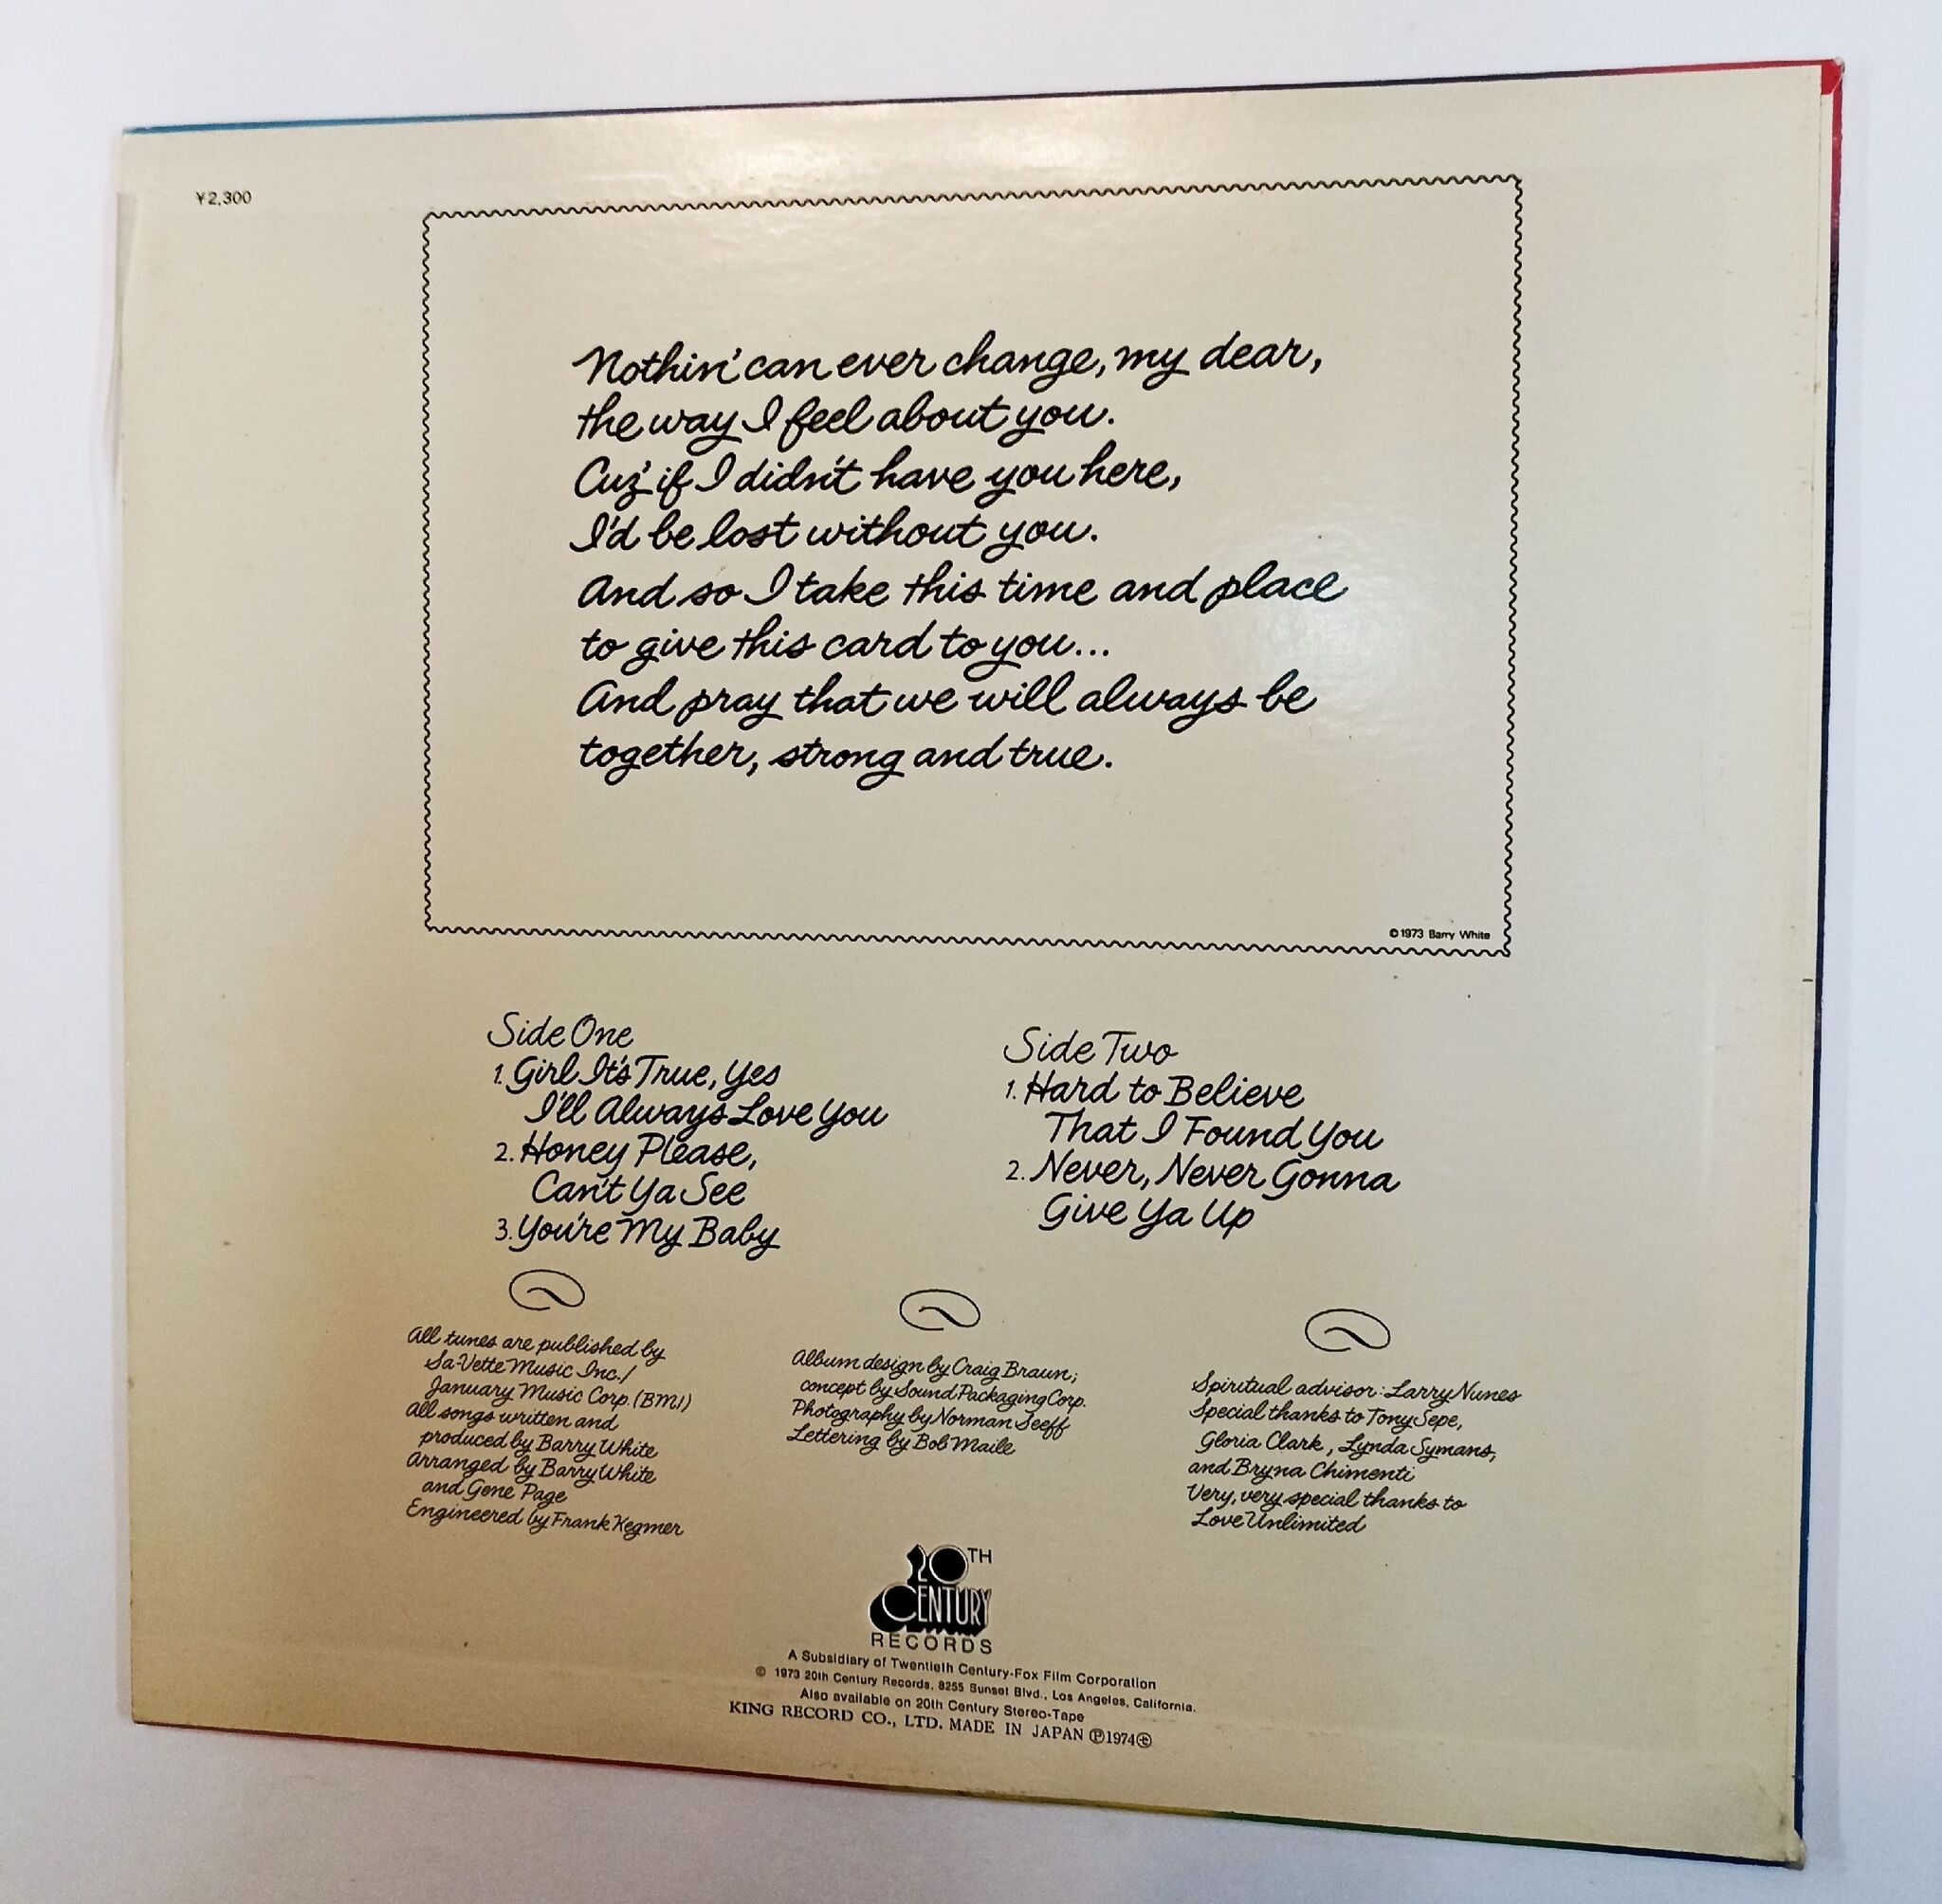 ¥2,300
Nothin' can ever change, my dear,
the way I feel about you.
Cuz' if I didn't have you here,
I'd be lost without you.
And so I take this time and place
to give this card to you...
And pray that we will always be
together, strong and true.
©1973 Barry White
Side One
1. Girl It's True, Yes
I'll Always Love You
2. Honey Please,
Can't Ya See
3. You're My Baby
Side Two
1. Hard to Believe
That I Found You
2. Never, Never Gonna
Give Ya Up
All tunes are published by
Sa-Vette Music Inc./
January Music Corp. (BMI)
All songs written and
produced by Barry White
Arranged by Barry White
and Gene Page
Engineered by Frank Kegmer
Album design by Craig Braun;
concept by Sound Packaging Corp.
Photography by Norman Seeff
Lettering by Bob Maile
Spiritual advisor: Larry Nunes
Special thanks to Tony Sepe,
Gloria Clark, Lynda Symans,
and Bryna Chimenti
Very, very special thanks to
Love Unlimited
20TH
CENTURY
RECORDS
A Subsidiary of Twentieth Century-Fox Film Corporation
© 1973 20th Century Records, 8255 Sunset Blvd., Los Angeles, California.
Also available on 20th Century Stereo-Tape
KING RECORD CO., LTD. MADE IN JAPAN Ⓟ1974㋲